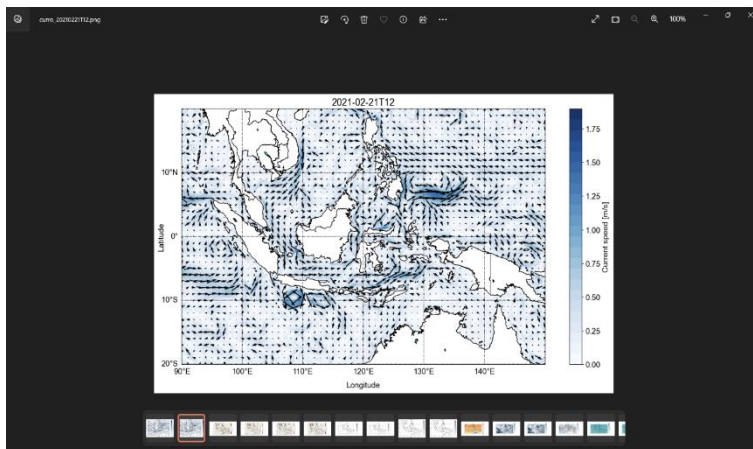 curro_20210221T12.png
100%
2021-02-21T12
10°N
0°
10°S
20°S
90°E
100°E
110°E
120°E
130°E
140°E
Latitude
Longitude
1.75
1.50
1.25
1.00
0.75
0.50
0.25
0.00
Current speed [m/s]